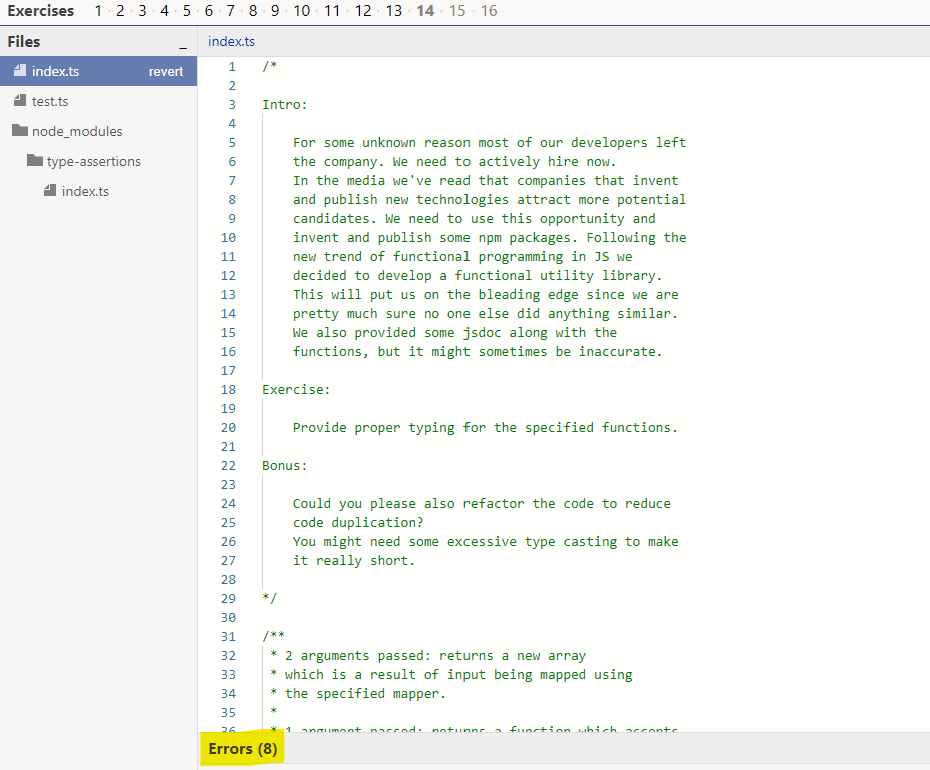 Exercises 1 · 2 · 3 · 4 · 5 · 6 · 7 · 8 · 9 · 10 · 11 · 12 · 13 · 14 · 15 · 16
Files _
index.ts revert
test.ts
node_modules
type-assertions
index.ts
index.ts
1 /*
2
3 Intro:
4
5 For some unknown reason most of our developers left
6 the company. We need to actively hire now.
7 In the media we've read that companies that invent
8 and publish new technologies attract more potential
9 candidates. We need to use this opportunity and
10 invent and publish some npm packages. Following the
11 new trend of functional programming in JS we
12 decided to develop a functional utility library.
13 This will put us on the bleading edge since we are
14 pretty much sure no one else did anything similar.
15 We also provided some jsdoc along with the
16 functions, but it might sometimes be inaccurate.
17
18 Exercise:
19
20 Provide proper typing for the specified functions.
21
22 Bonus:
23
24 Could you please also refactor the code to reduce
25 code duplication?
26 You might need some excessive type casting to make
27 it really short.
28
29 */
30
31 /**
32 * 2 arguments passed: returns a new array
33 * which is a result of input being mapped using
34 * the specified mapper.
35 *
36 * 1 argument passed: returns a function which accepts
Errors (8)